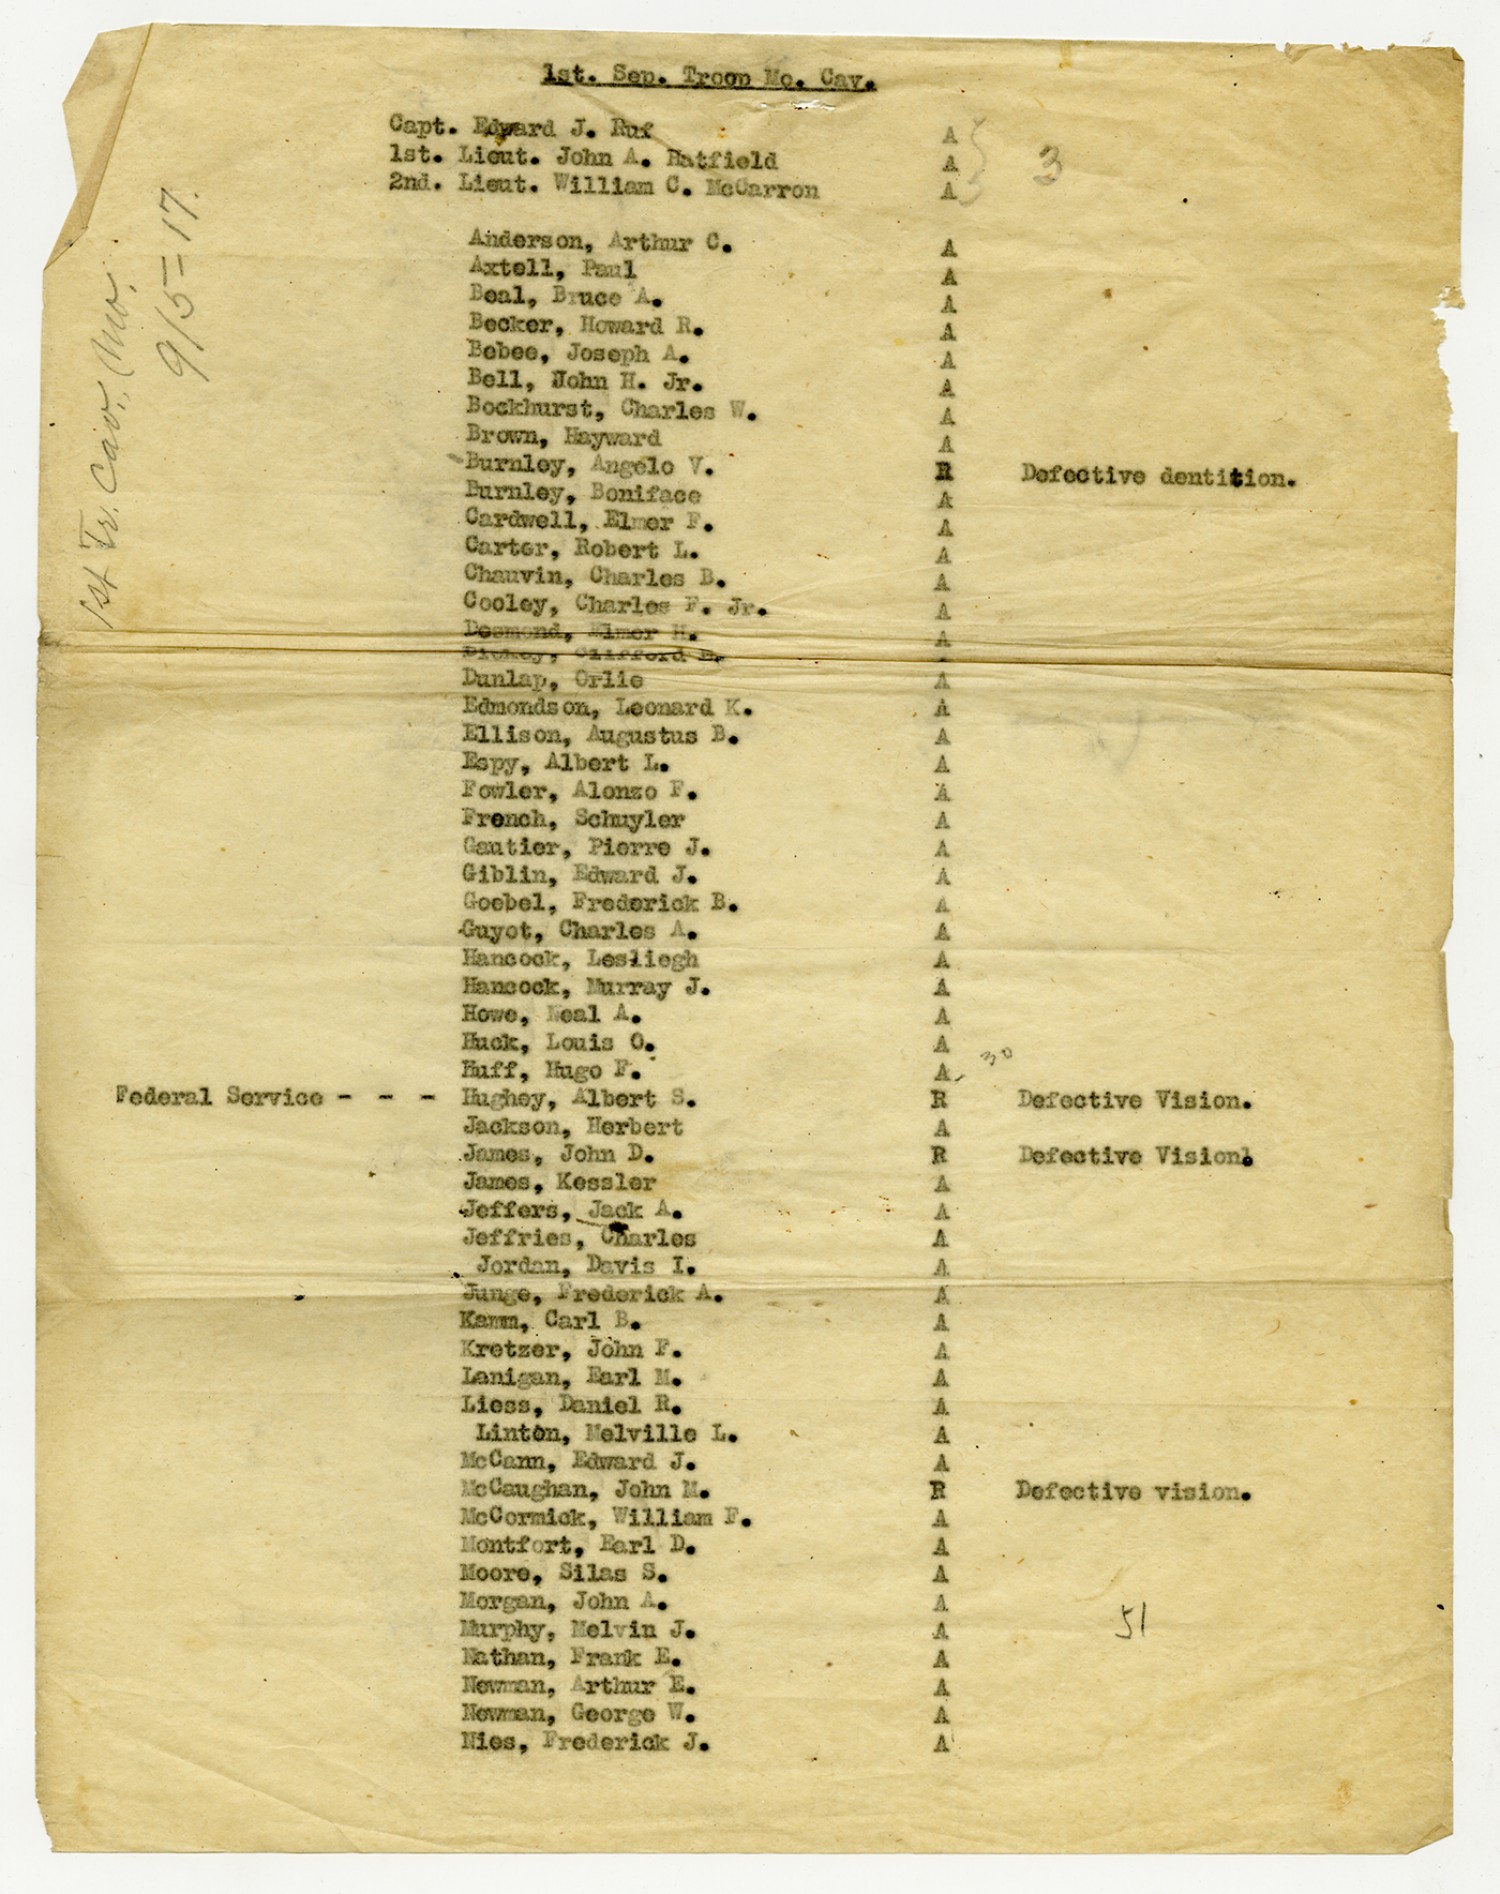 1st. Sep. Troop Mo. Cav.
Capt. Edward J. Ruf A
1st. Lieut. John A. Hatfield A 3
2nd. Lieut. William C. McCarron A
1st Tr. Cav., Mo.
9/5-17.
Anderson, Arthur C. A
Axtell, Paul A
Beal, Bruce A. A
Becker, Howard R. A
Bebee, Joseph A. A
Bell, John H. Jr. A
Bockhurst, Charles W. A
Brown, Hayward A
Burnley, Angelo V. R Defective dentition.
Burnley, Boniface A
Cardwell, Elmer F. A
Carter, Robert L. A
Chauvin, Charles B. A
Cooley, Charles F. Jr. A
Desmond, Elmer H. A
Dickey, Clifford
Dunlap, Orlie A
Edmondson, Leonard K. A
Ellison, Augustus B. A
Espy, Albert L. A
Fowler, Alonzo F. A
French, Schuyler A
Gautier, Pierre J. A
Giblin, Edward J. A
Goebel, Frederick B. A
Guyot, Charles A. A
Hancock, Lesliegh A
Hancock, Murray J. A
Howe, Neal A. A
Huck, Louis O. A
Huff, Hugo F. A 30
Federal Service - - - Hughey, Albert S. R Defective Vision.
Jackson, Herbert A
James, John D. R Defective Vision.
James, Kessler A
Jeffers, Jack A. A
Jeffries, Charles A
Jordan, Davis I. A
Junge, Frederick A. A
Kamm, Carl B. A
Kretzer, John F. A
Lanigan, Earl M. A
Liess, Daniel R. A
Linton, Melville L. A
McCann, Edward J. A
McCaughan, John M. R Defective vision.
McCormick, William F. A
Montfort, Earl D. A
Moore, Silas S. A
Morgan, John A. A
Murphy, Melvin J. A 51
Nathan, Frank E. A
Newman, Arthur E. A
Newman, George W. A
Nies, Frederick J. A